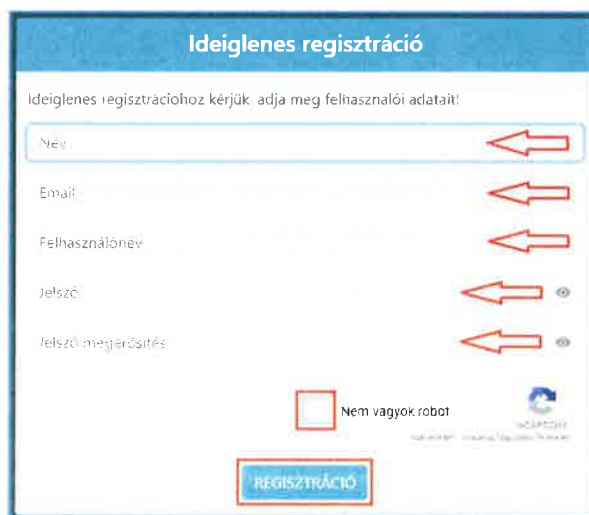 Ideiglenes regisztráció
Ideiglenes regisztrációhoz kérjük, adja meg felhasználói adatait!
Név
Email
Felhasználónév
Jelszó
Jelszó megerősítés
Nem vagyok robot
reCAPTCHA
REGISZTRÁCIÓ